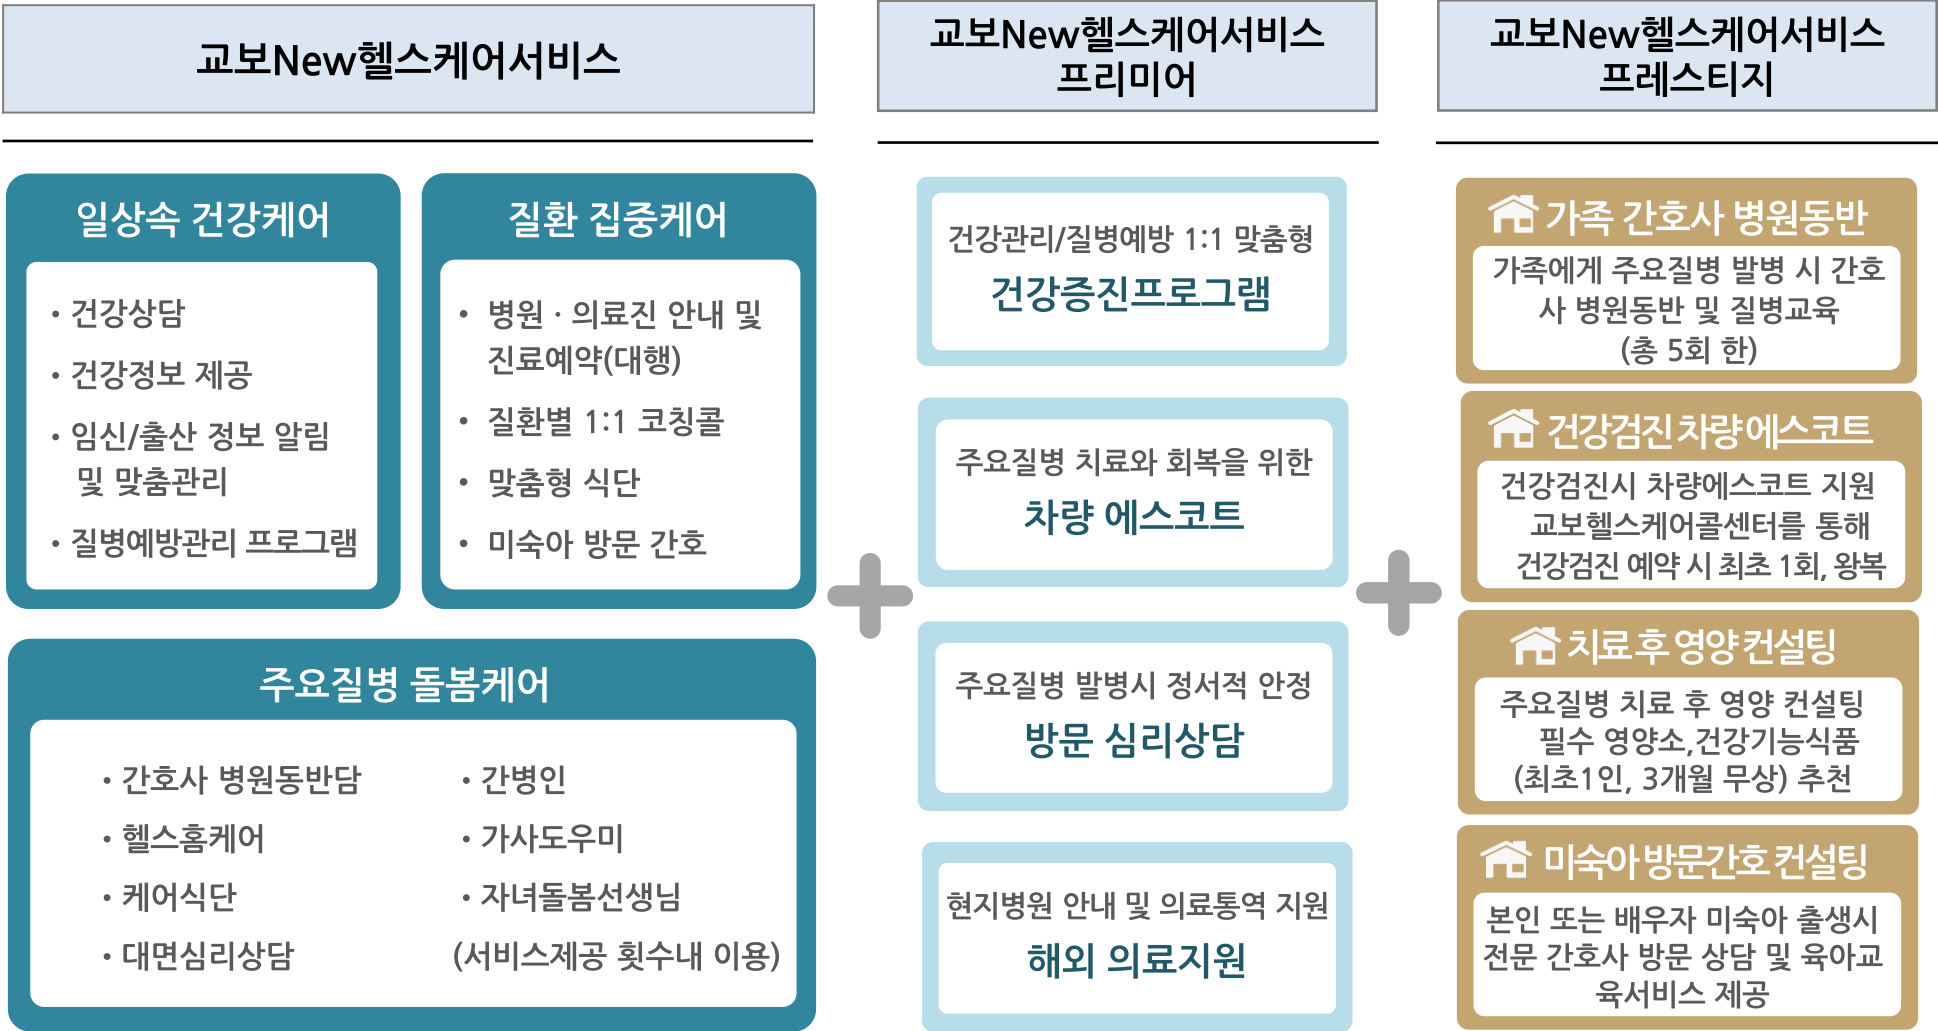 교보New헬스케어서비스
일상속 건강케어
· 건강상담
· 건강정보 제공
· 임신/출산 정보 알림
및 맞춤관리
· 질병예방관리 프로그램
질환 집중케어
• 병원 · 의료진 안내 및
진료예약(대행)
• 질환별 1:1 코칭콜
• 맞춤형 식단
• 미숙아 방문 간호
주요질병 돌봄케어
· 간호사 병원동반담
· 헬스홈케어
· 케어식단
· 대면심리상담
· 간병인
· 가사도우미
· 자녀돌봄선생님
(서비스제공 횟수내 이용)
교보New헬스케어서비스
프리미어
건강관리/질병예방 1:1 맞춤형
건강증진프로그램
주요질병 치료와 회복을 위한
차량 에스코트
주요질병 발병시 정서적 안정
방문 심리상담
현지병원 안내 및 의료통역 지원
해외 의료지원
교보New헬스케어서비스
프레스티지
가족 간호사 병원동반
가족에게 주요질병 발병 시 간호
사 병원동반 및 질병교육
(총 5회 한)
건강검진 차량 에스코트
건강검진시 차량에스코트 지원
교보헬스케어콜센터를 통해
건강검진 예약 시 최초 1회, 왕복
치료 후 영양 컨설팅
주요질병 치료 후 영양 컨설팅
필수 영양소,건강기능식품
(최초1인, 3개월 무상) 추천
미숙아 방문간호 컨설팅
본인 또는 배우자 미숙아 출생시
전문 간호사 방문 상담 및 육아교
육서비스 제공